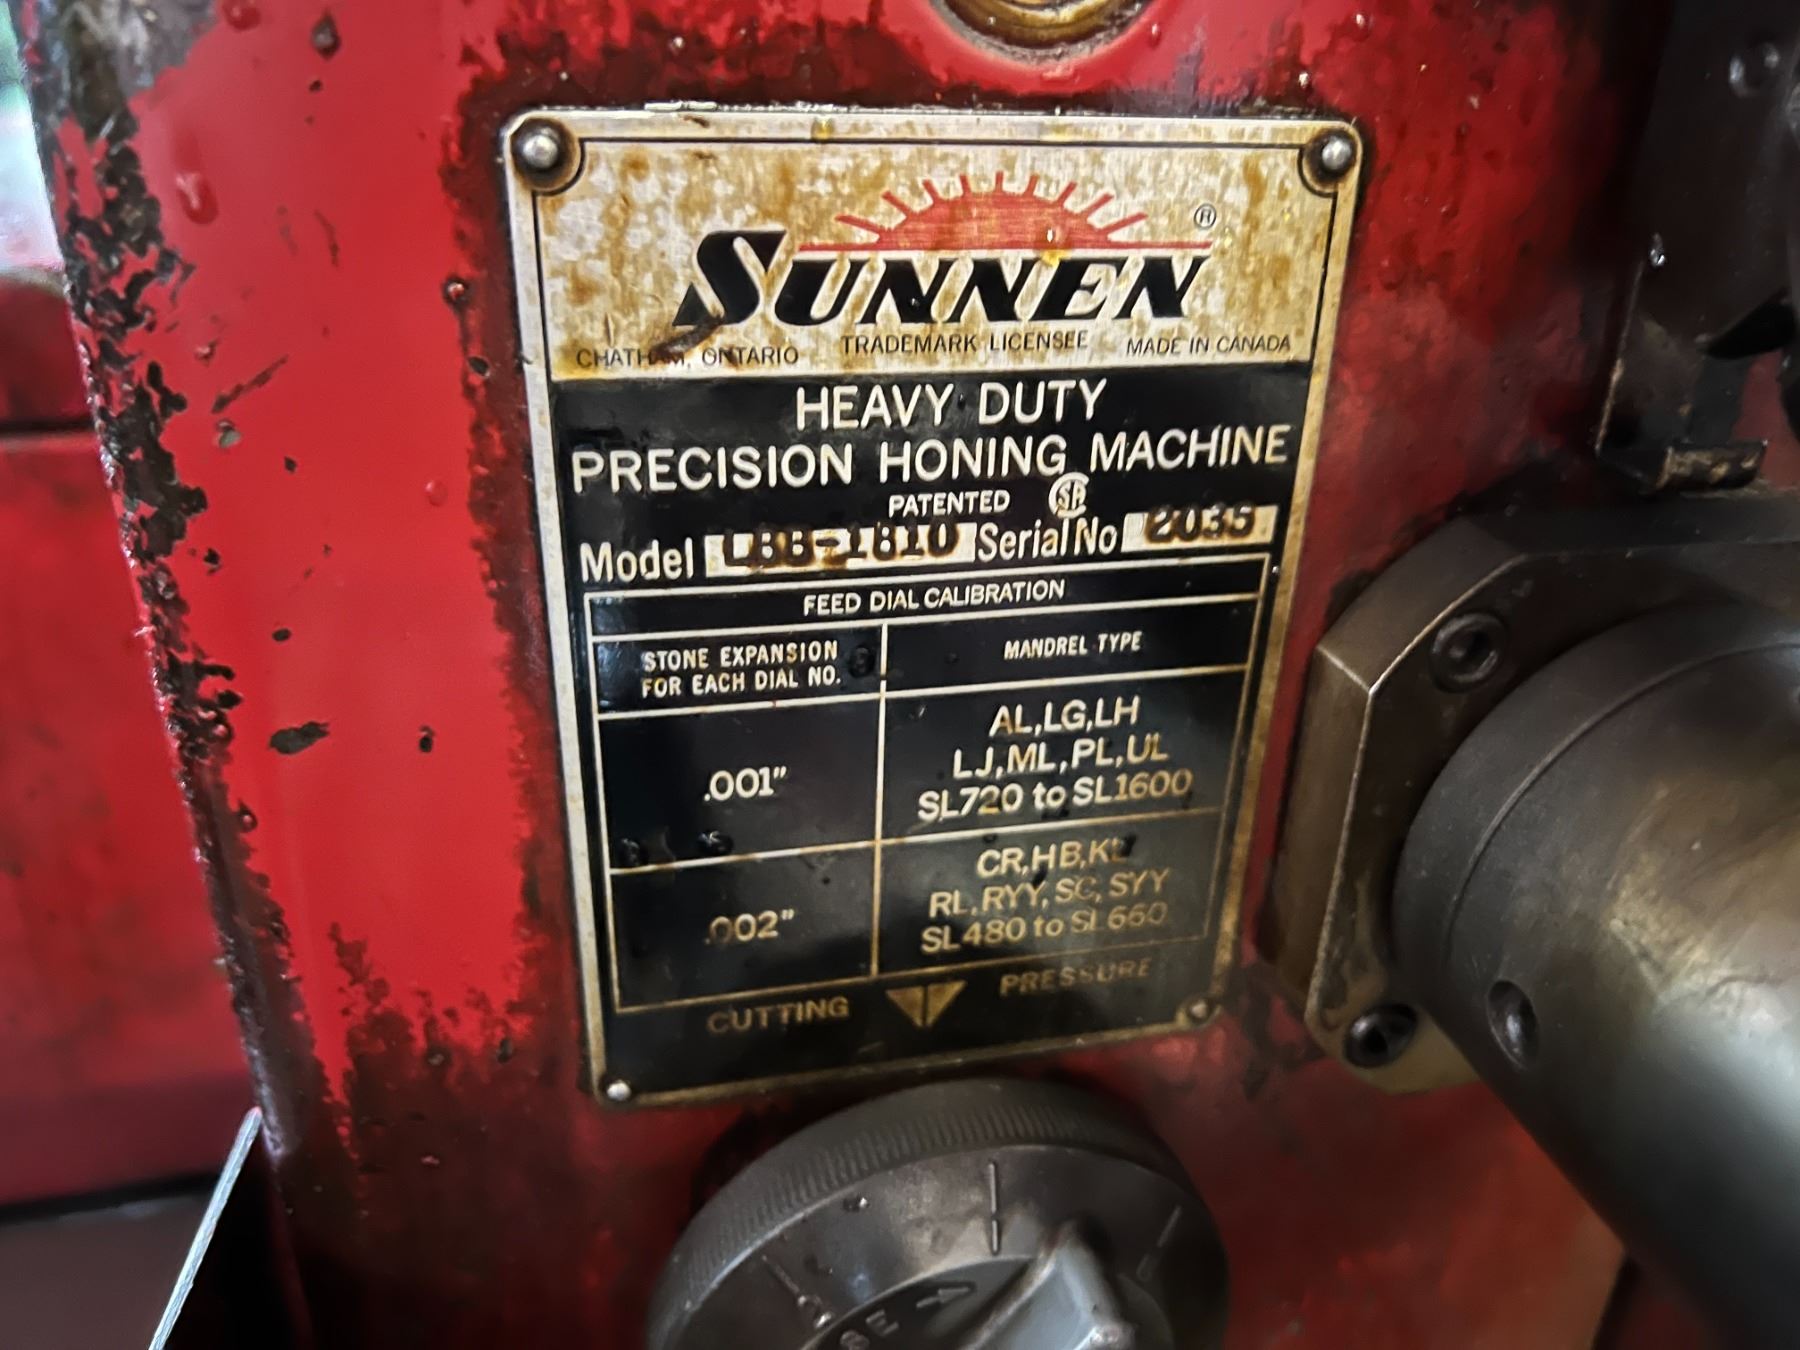 SUNNEN ®
CHATHAM, ONTARIO TRADEMARK LICENSEE MADE IN CANADA
HEAVY DUTY
PRECISION HONING MACHINE
PATENTED SA
Model LBB-1810 Serial No 2035
FEED DIAL CALIBRATION
STONE EXPANSION
FOR EACH DIAL NO.
MANDREL TYPE
.001"
AL,LG,LH
LJ,ML,PL,UL
SL720 to SL1600
.002"
CR,HB,KL
RL,RYY,SC,SYY
SL480 to SL660
CUTTING PRESSURE